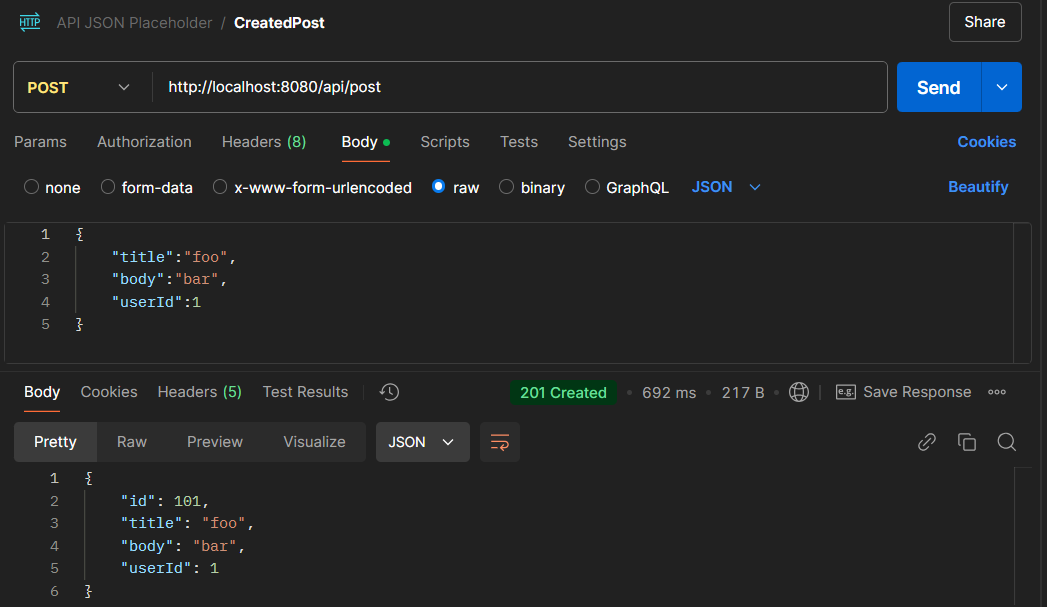 HTTP API JSON Placeholder / CreatedPost Share
POST http://localhost:8080/api/post Send
Params Authorization Headers (8) Body Scripts Tests Settings Cookies
none form-data x-www-form-urlencoded raw binary GraphQL JSON Beautify
1 {
2 "title":"foo",
3 "body":"bar",
4 "userId":1
5 }
Body Cookies Headers (5) Test Results 201 Created • 692 ms • 217 B • e.g. Save Response
Pretty Raw Preview Visualize JSON
1 {
2 "id": 101,
3 "title": "foo",
4 "body": "bar",
5 "userId": 1
6 }